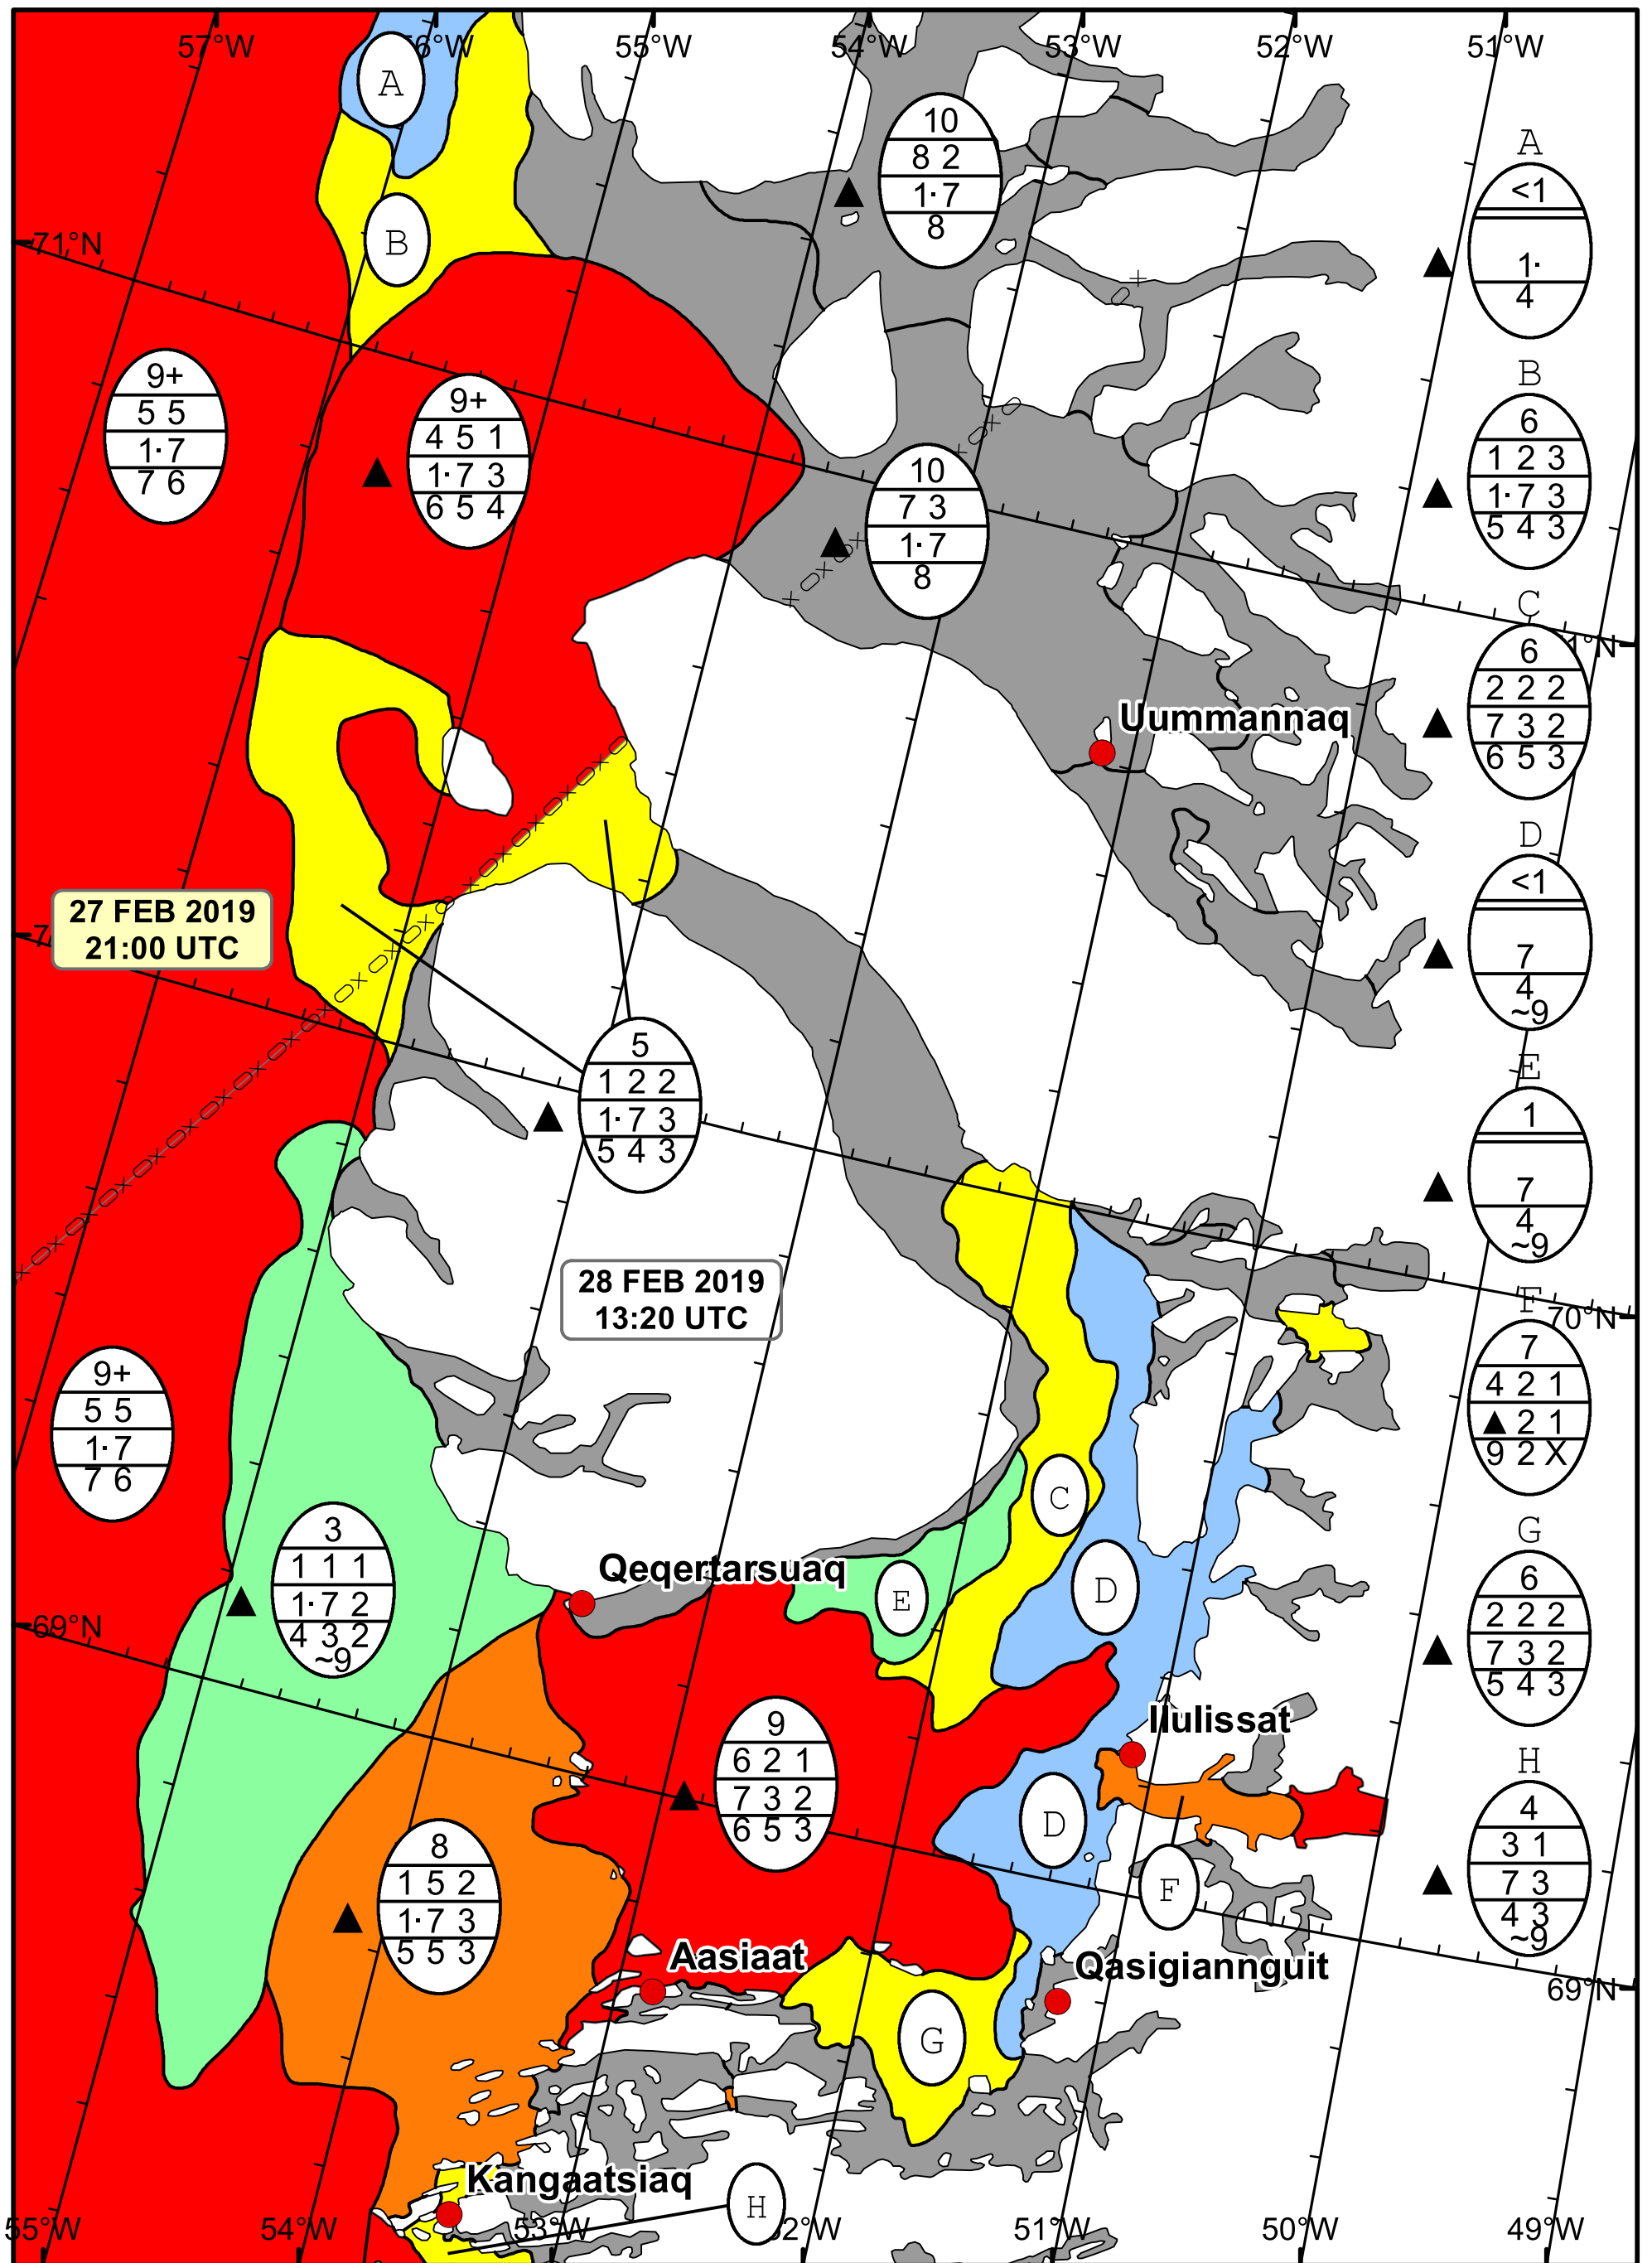 57°W
56°W
55°W
54°W
53°W
52°W
51°W
A
B
71°N
10
8 2
1·7
8
9+
5 5
1·7
7 6
9+
4 5 1
1·7 3
6 5 4
10
7 3
1·7
8
A
<1
1·
4
B
6
1 2 3
1·7 3
5 4 3
C
6
2 2 2
7 3 2
6 5 3
1°N
Uummannaq
D
<1
7
4
~9
27 FEB 2019
21:00 UTC
7
5
1 2 2
1·7 3
5 4 3
E
1
7
4
~9
28 FEB 2019
13:20 UTC
F
70°N
7
4 2 1
▲ 2 1
9 2 X
9+
5 5
1·7
7 6
C
3
1 1 1
1·7 2
4 3 2
~9
Qeqertarsuaq
E
D
G
6
2 2 2
7 3 2
5 4 3
69°N
Ilulissat
9
6 2 1
7 3 2
6 5 3
D
F
H
4
3 1
7 3
4 3
~9
8
1 5 2
1·7 3
5 5 3
Aasiaat
Qasigiannguit
69°N
G
Kangaatsiaq
H
55°W
54°W
53°W
52°W
51°W
50°W
49°W